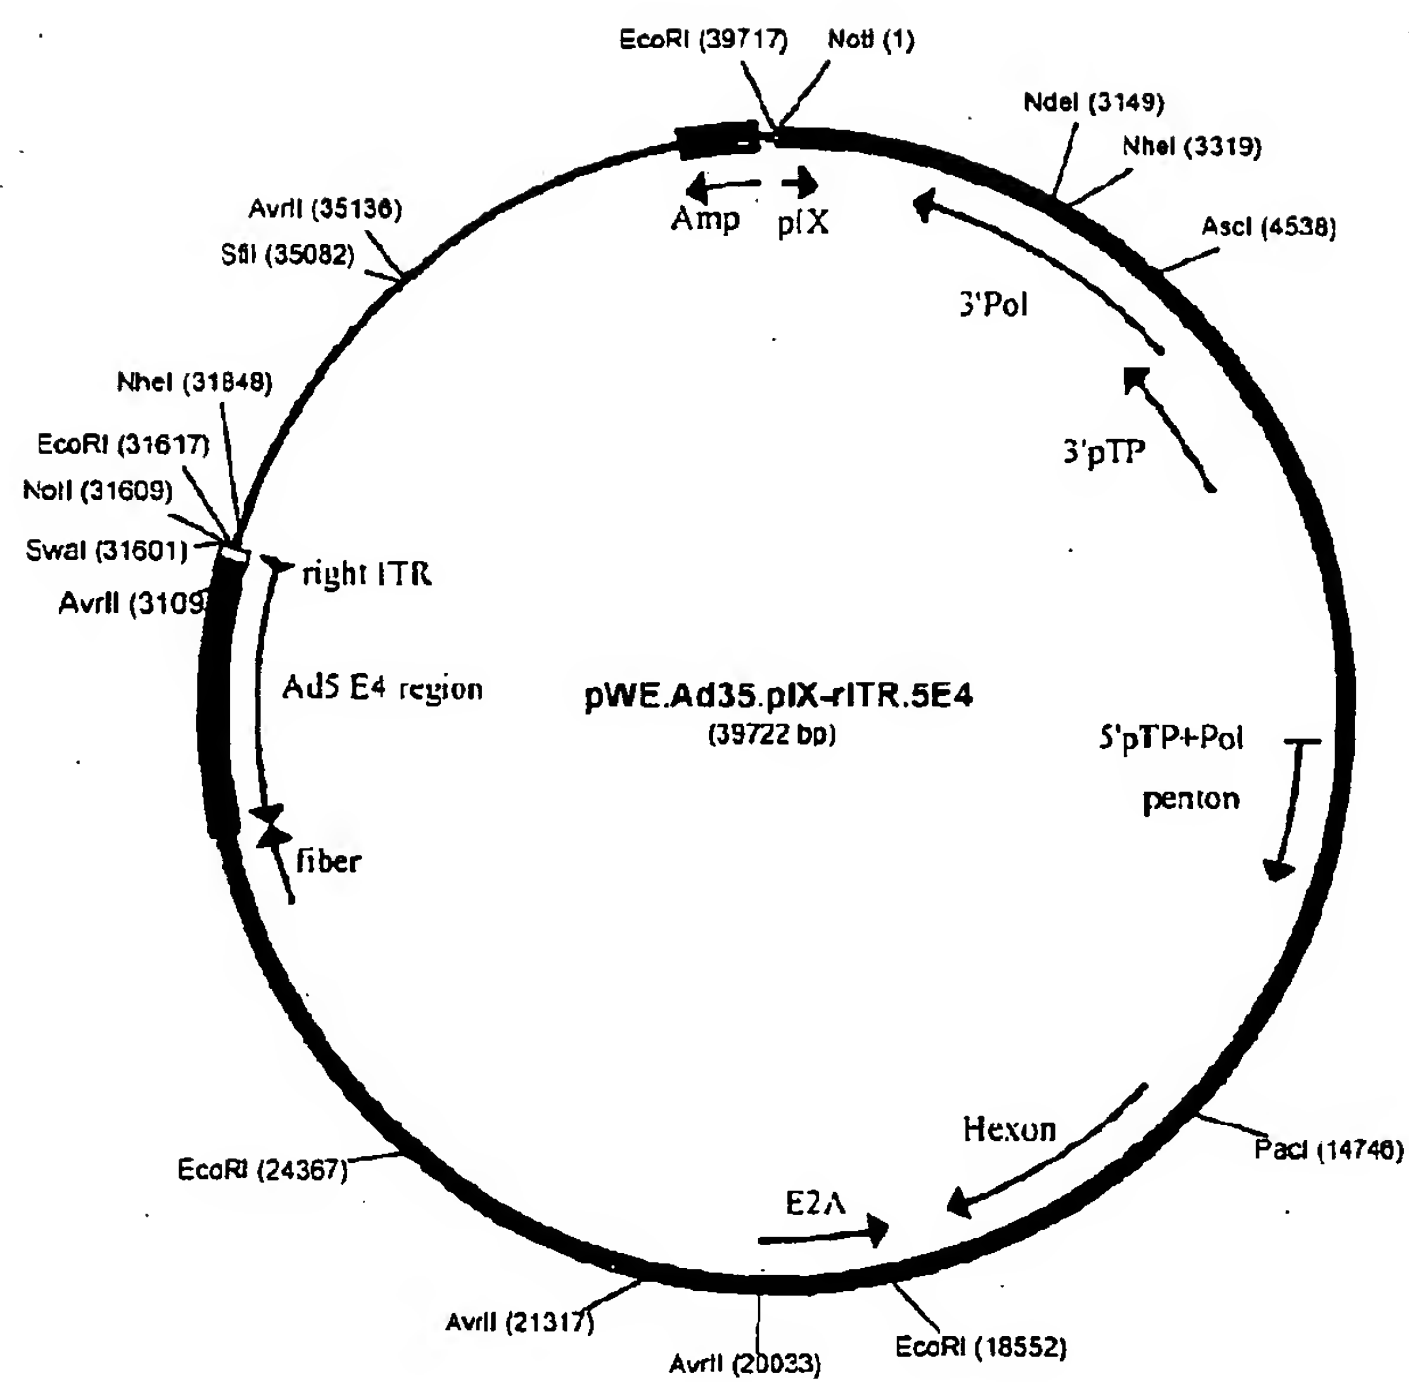 EcoRI (39717)
NotI (1)
NdeI (3149)
NheI (3319)
AscI (4538)
AvrII (35136)
SfiI (35082)
Amp
pIX
3'Pol
NheI (31848)
EcoRI (31617)
NotI (31609)
SwaI (31601)
AvrII (3109
3'pTP
right ITR
Ad5 E4 region
pWE.Ad35.pIX-rITR.5E4
(39722 bp)
5'pTP+Pol
penton
fiber
Hexon
PacI (14746)
EcoRI (24367)
E2A
AvrII (21317)
AvrII (20033)
EcoRI (18552)